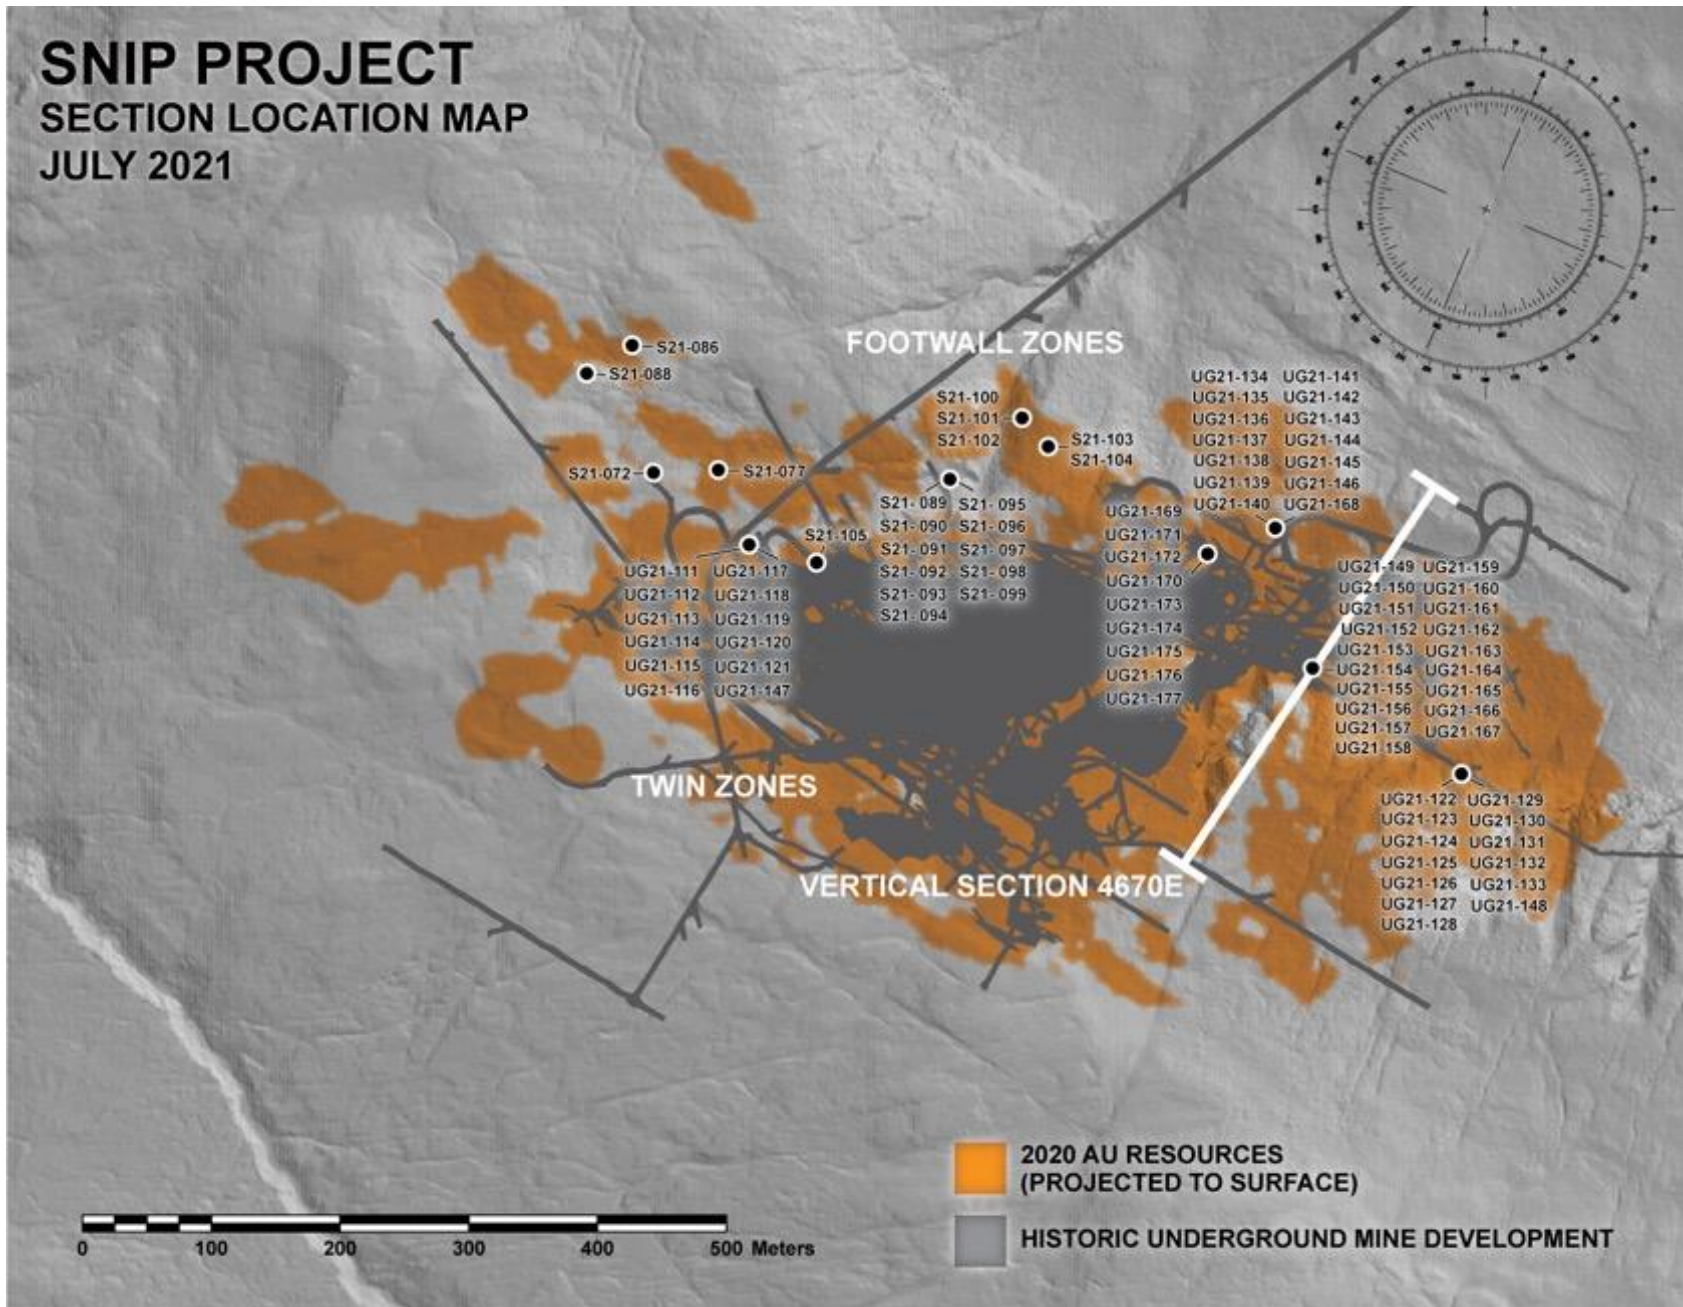 SNIP PROJECT
SECTION LOCATION MAP
JULY 2021
FOOTWALL ZONES
S21-086
S21-088
S21-072
S21-077
S21-105
S21-100
S21-101
S21-102
S21-103
S21-104
S21- 089 S21- 095
S21- 090 S21- 096
S21- 091 S21- 097
S21- 092 S21- 098
S21- 093 S21- 099
S21- 094
UG21-134 UG21-141
UG21-135 UG21-142
UG21-136 UG21-143
UG21-137 UG21-144
UG21-138 UG21-145
UG21-139 UG21-146
UG21-140 UG21-168
UG21-169
UG21-171
UG21-172
UG21-170
UG21-173
UG21-174
UG21-175
UG21-176
UG21-177
UG21-111 UG21-117
UG21-112 UG21-118
UG21-113 UG21-119
UG21-114 UG21-120
UG21-115 UG21-121
UG21-116 UG21-147
UG21-149 UG21-159
UG21-150 UG21-160
UG21-151 UG21-161
UG21-152 UG21-162
UG21-153 UG21-163
UG21-154 UG21-164
UG21-155 UG21-165
UG21-156 UG21-166
UG21-157 UG21-167
UG21-158
TWIN ZONES
VERTICAL SECTION 4670E
UG21-122 UG21-129
UG21-123 UG21-130
UG21-124 UG21-131
UG21-125 UG21-132
UG21-126 UG21-133
UG21-127 UG21-148
UG21-128
2020 AU RESOURCES
(PROJECTED TO SURFACE)
HISTORIC UNDERGROUND MINE DEVELOPMENT
0 100 200 300 400 500 Meters